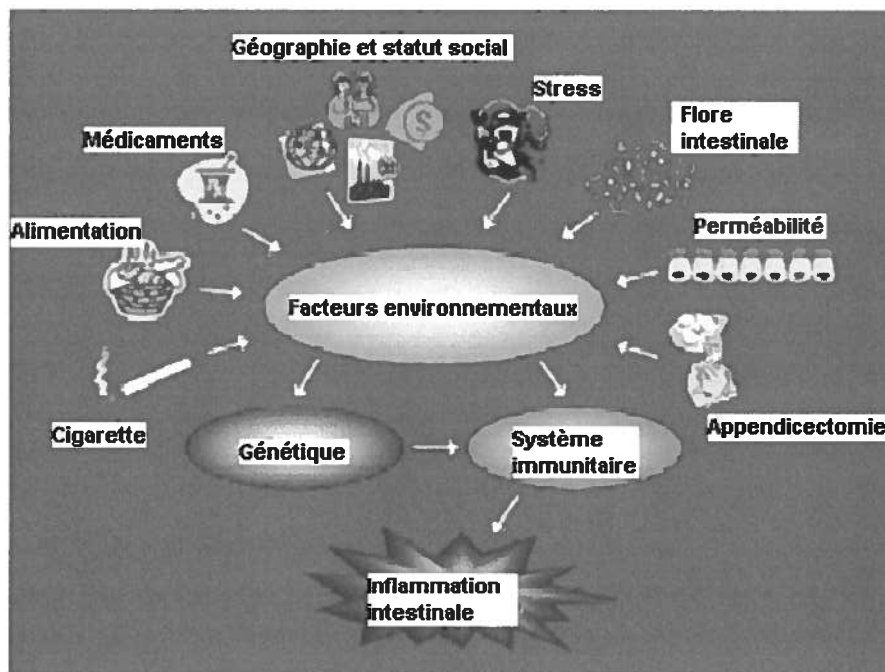 Géographie et statut social
Stress
Flore
intestinale
Médicaments
Perméabilité
Alimentation
Facteurs environnementaux
Cigarette
Appendicectomie
Génétique
Système
immunitaire
Inflammation
intestinale